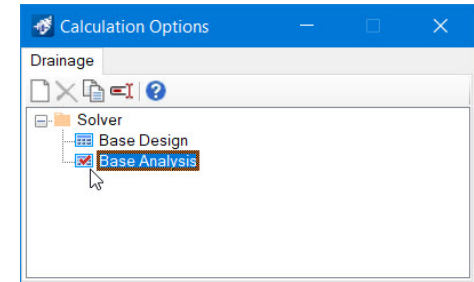 Calculation Options
Drainage
Solver
Base Design
Base Analysis